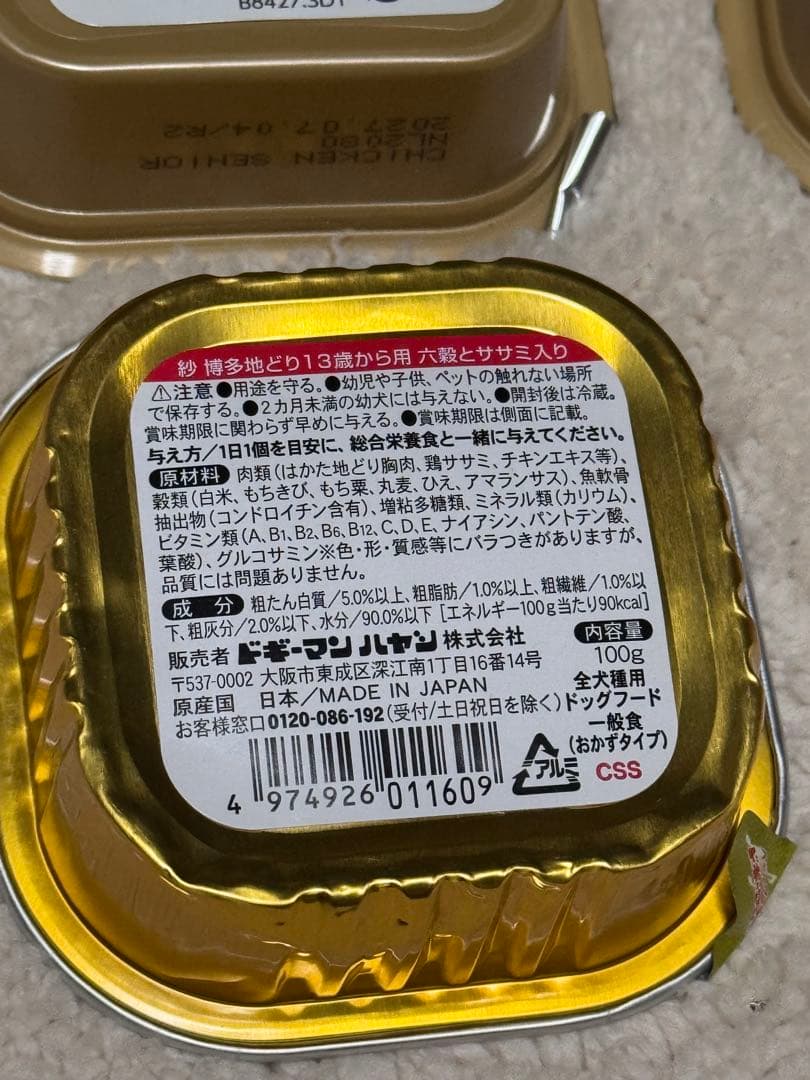 B8427.SD1
CHICKEN SENIOR
NL2080
2027.07.04/R2
紗 博多地どり13歳から用 六穀とササミ入り
⚠注意 ●用途を守る。●幼児や子供、ペットの触れない場所
で保存する。●2カ月未満の幼犬には与えない。●開封後は冷蔵。
賞味期限に関わらず早めに与える。●賞味期限は側面に記載。
与え方/1日1個を目安に、総合栄養食と一緒に与えてください。
原材料 肉類(はかた地どり胸肉、鶏ササミ、チキンエキス等)、
穀類(白米、もちきび、もち粟、丸麦、ひえ、アマランサス)、魚軟骨
抽出物(コンドロイチン含有)、増粘多糖類、ミネラル類(カリウム)、
ビタミン類(A、B1、B2、B6、B12、C、D、E、ナイアシン、パントテン酸、
葉酸)、グルコサミン※色・形・質感等にバラつきがありますが、
品質には問題ありません。
成分 粗たん白質/5.0%以上、粗脂肪/1.0%以上、粗繊維/1.0%以
下、粗灰分/2.0%以下、水分/90.0%以下 [エネルギー100g当たり90kcal]
販売者 ドギーマンハヤシ株式会社
〒537-0002 大阪市東成区深江南1丁目16番14号
原産国 日本/MADE IN JAPAN
お客様窓口0120-086-192(受付/土日祝日を除く)
内容量
100g
全犬種用
ドッグフード
一般食
(おかずタイプ)
アルミ
CSS
4 974926 011609